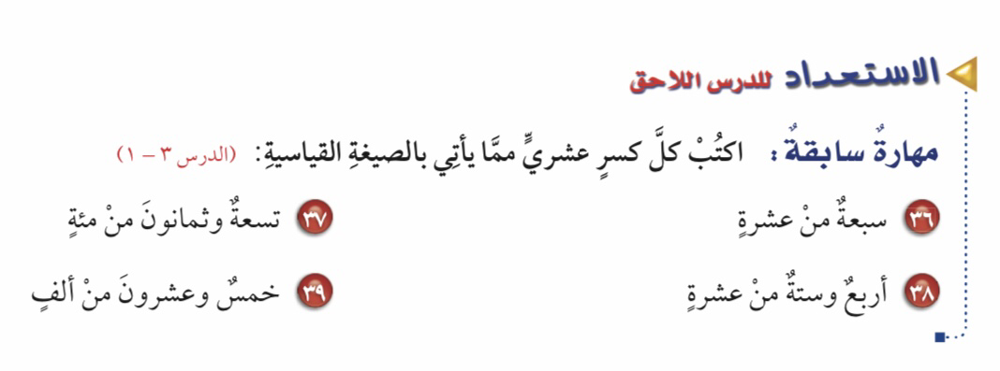 الاستعداد للدرس اللاحق
مهارةٌ سابقةٌ: اكتُبْ كلَّ كسرٍ عشريٍّ ممَّا يأتِي بالصيغةِ القياسيةِ: (الدرس ٣ – ١)
٣٦ سبعةٌ منْ عشرةٍ ٣٧ تسعةٌ وثمانونَ منْ مئةٍ
٣٨ أربعٌ وستةٌ منْ عشرةٍ ٣٩ خمسٌ وعشرونَ منْ ألفٍ